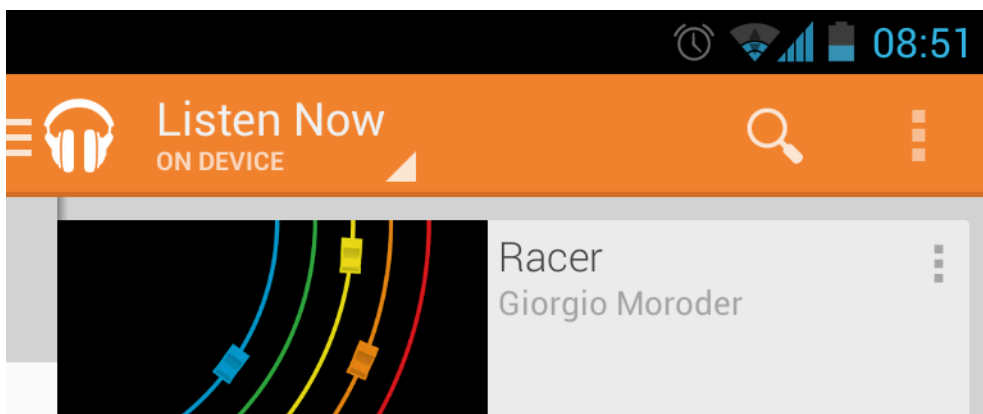 08:51
Listen Now
ON DEVICE
Racer
Giorgio Moroder